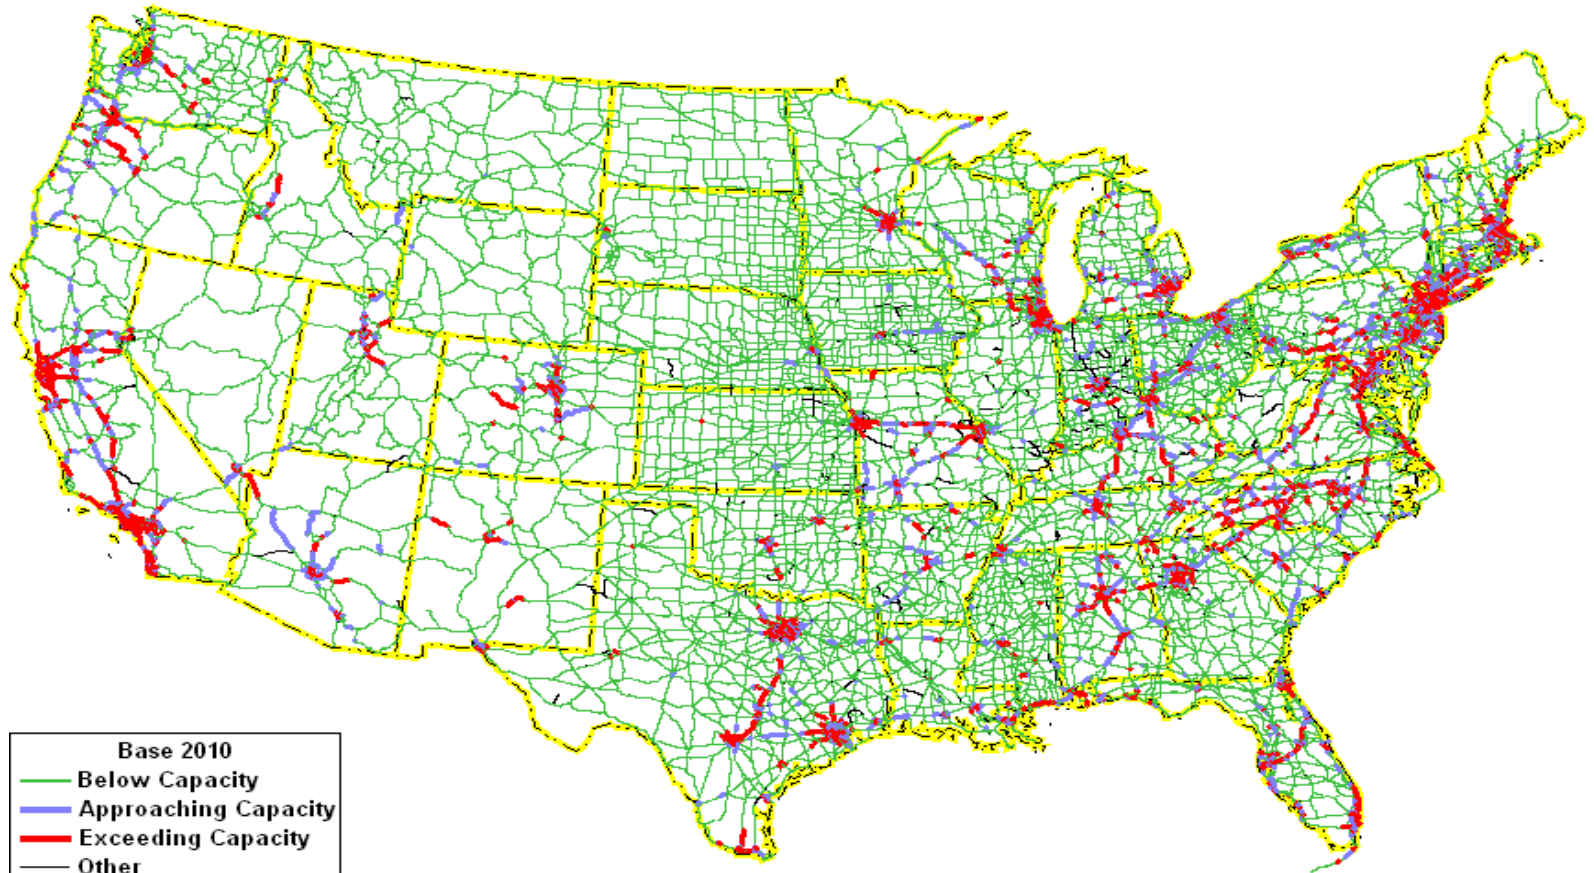 Base 2010
Below Capacity
Approaching Capacity
Exceeding Capacity
Other